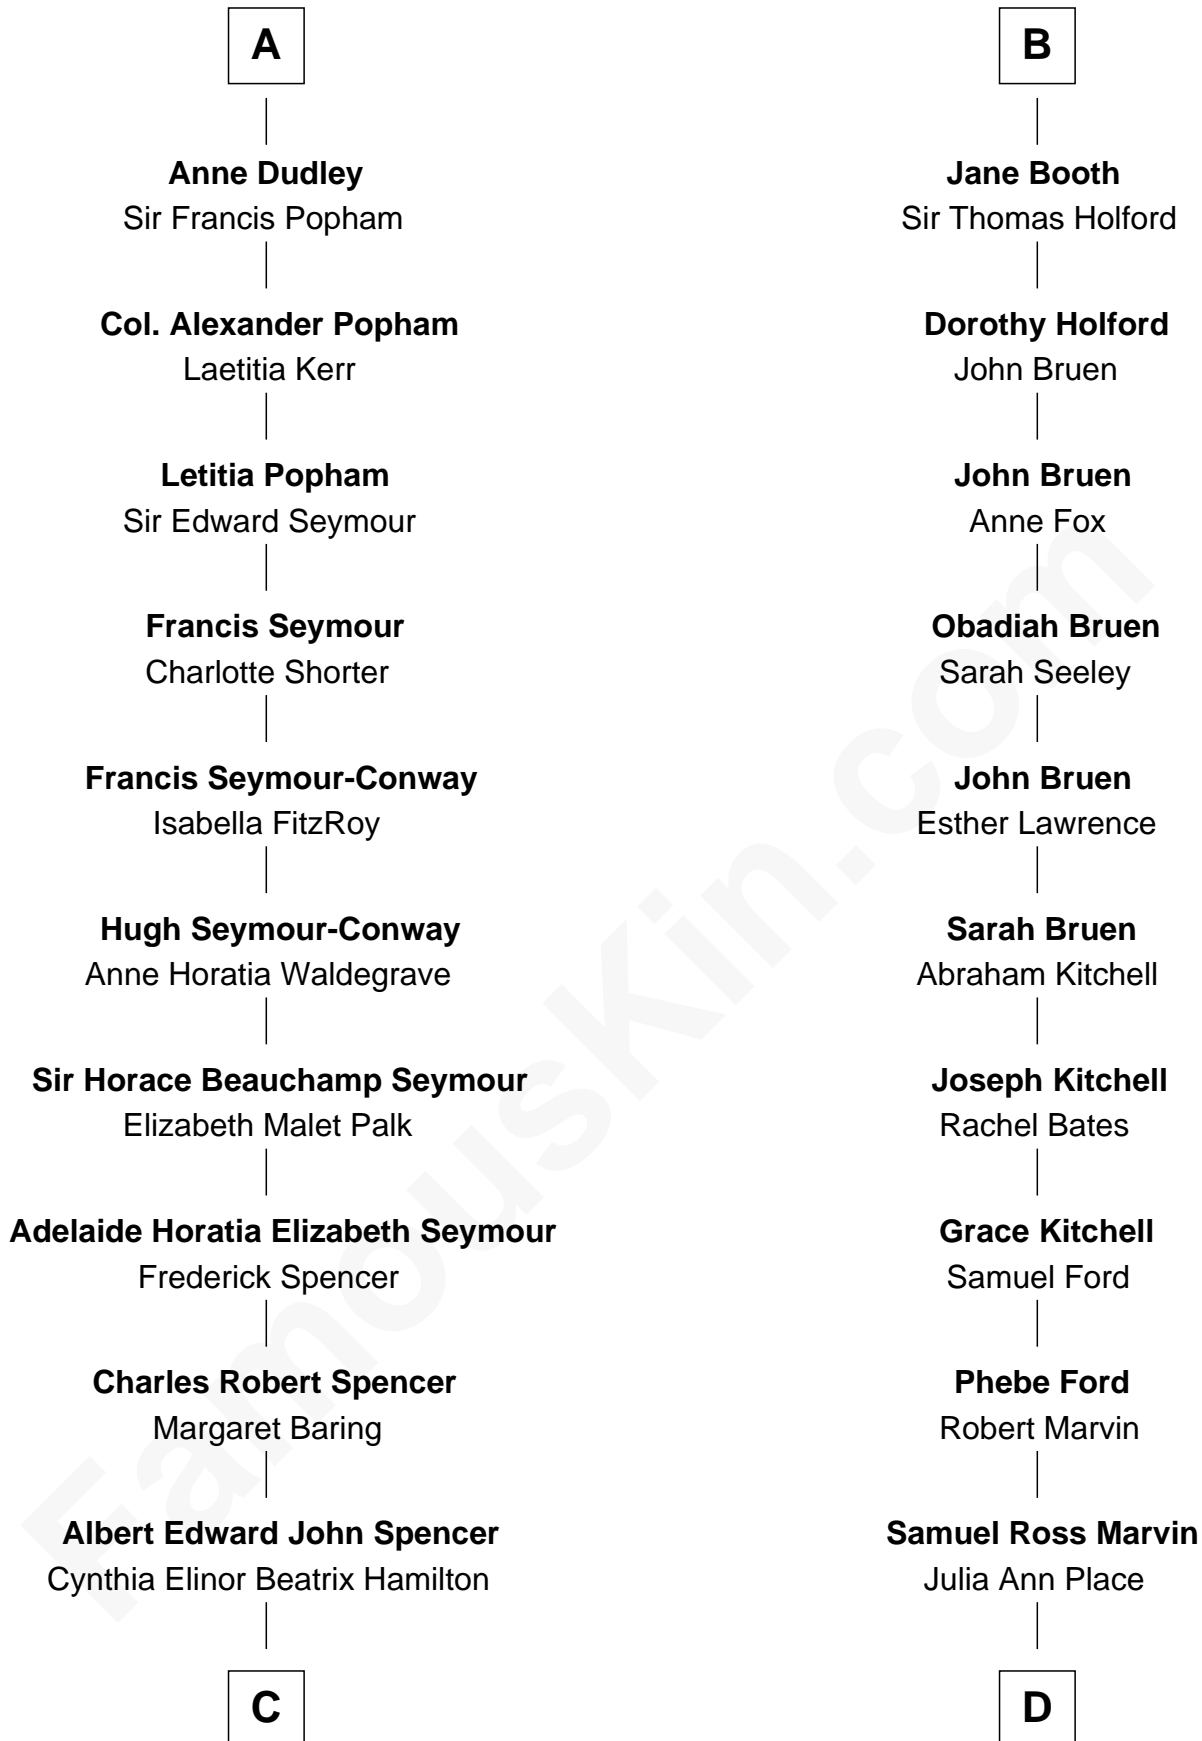 A
Anne Dudley
Sir Francis Popham
Col. Alexander Popham
Laetitia Kerr
Letitia Popham
Sir Edward Seymour
Francis Seymour
Charlotte Shorter
Francis Seymour-Conway
Isabella FitzRoy
Hugh Seymour-Conway
Anne Horatia Waldegrave
Sir Horace Beauchamp Seymour
Elizabeth Malet Palk
Adelaide Horatia Elizabeth Seymour
Frederick Spencer
Charles Robert Spencer
Margaret Baring
Albert Edward John Spencer
Cynthia Elinor Beatrix Hamilton
C
B
Jane Booth
Sir Thomas Holford
Dorothy Holford
John Bruen
John Bruen
Anne Fox
Obadiah Bruen
Sarah Seeley
John Bruen
Esther Lawrence
Sarah Bruen
Abraham Kitchell
Joseph Kitchell
Rachel Bates
Grace Kitchell
Samuel Ford
Phebe Ford
Robert Marvin
Samuel Ross Marvin
Julia Ann Place
D
FamousKin.com